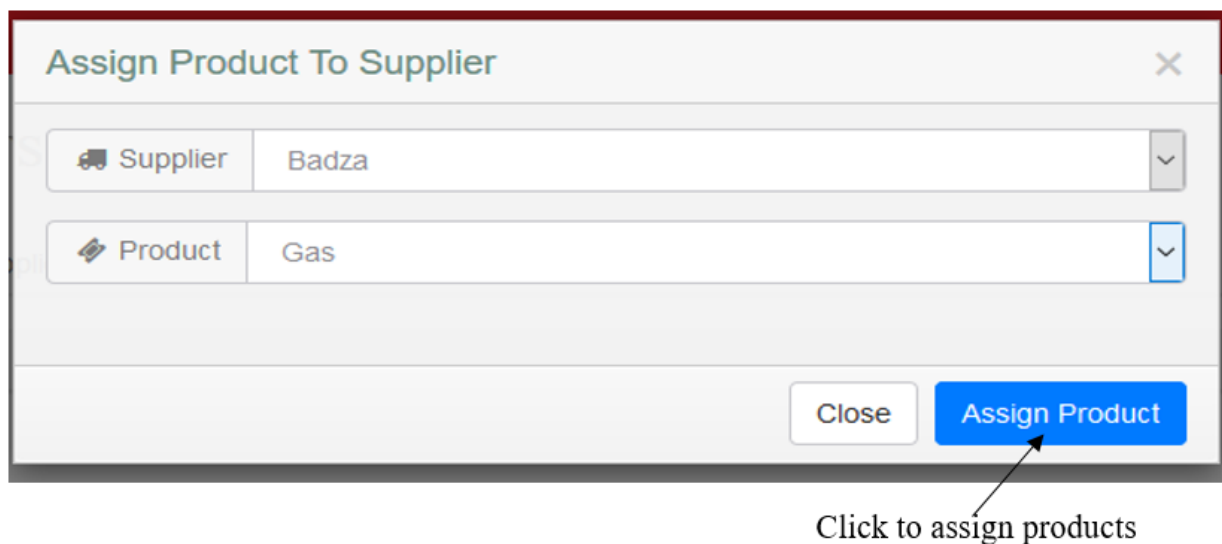 Assign Product To Supplier
Supplier Badza
Product Gas
Close Assign Product
Click to assign products